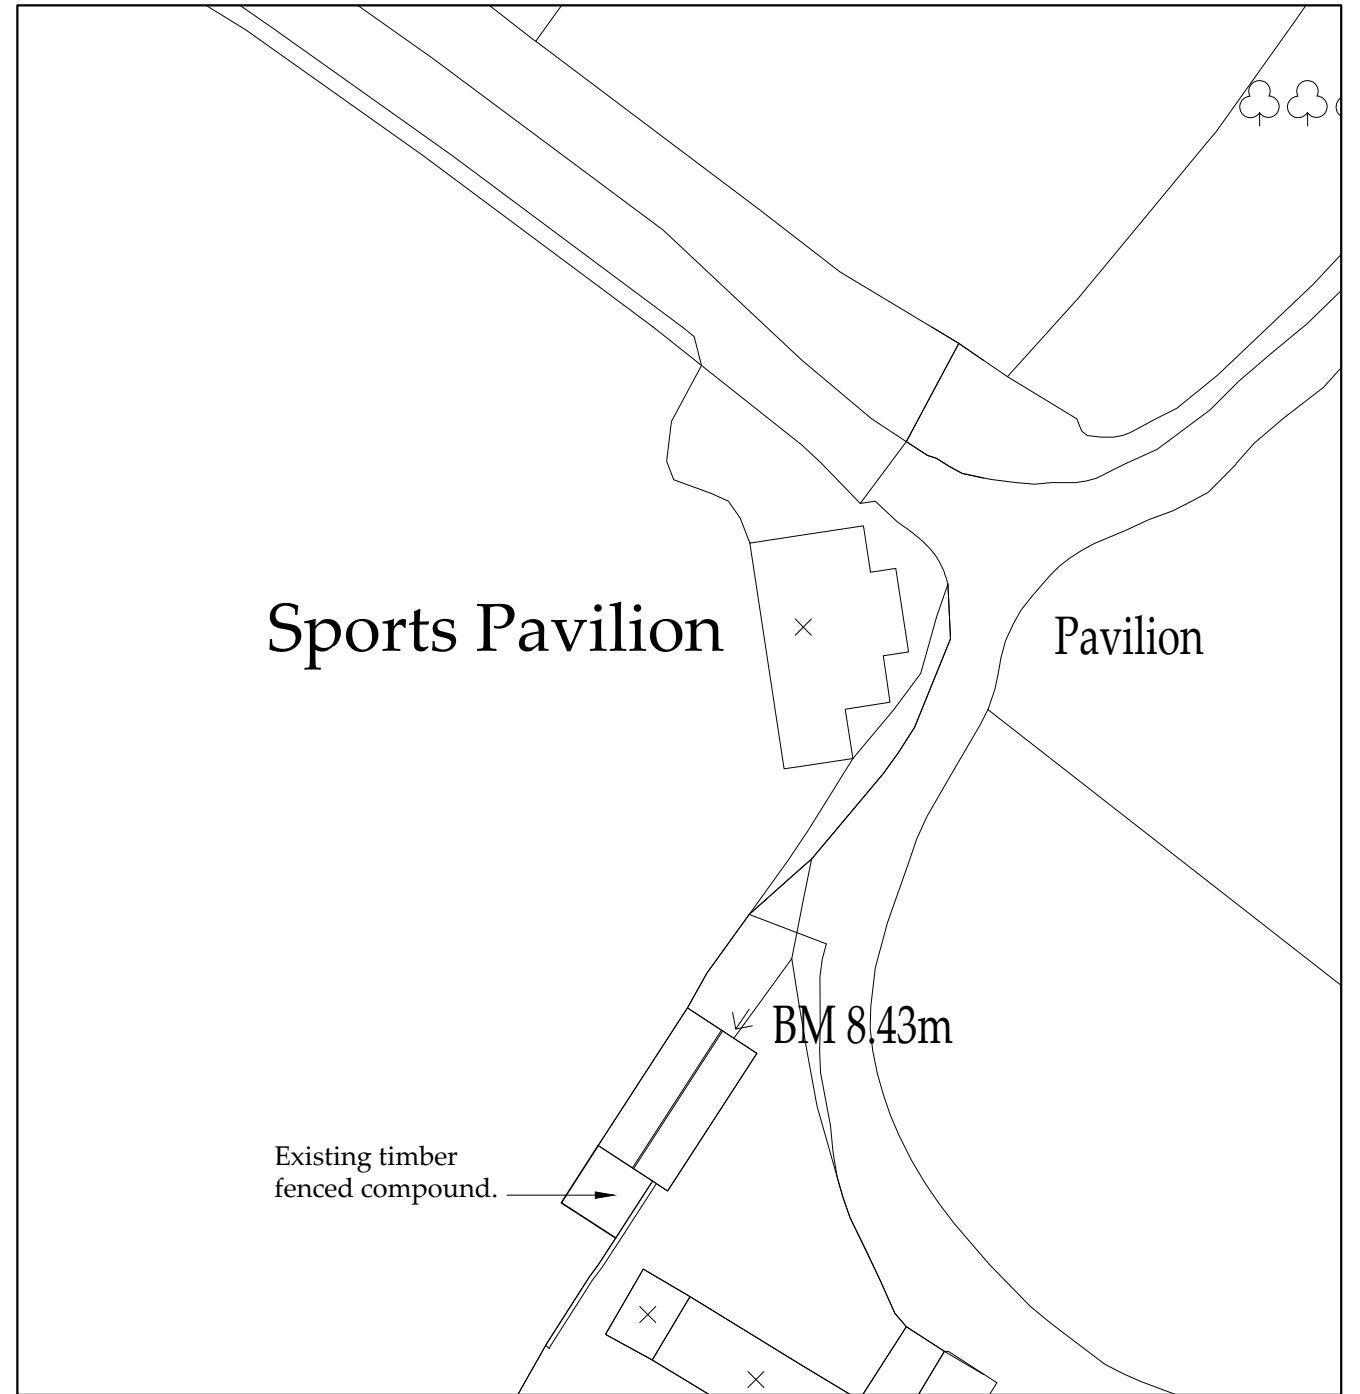 Sports Pavilion
Pavilion
BM 8.43m
Existing timber
fenced compound.